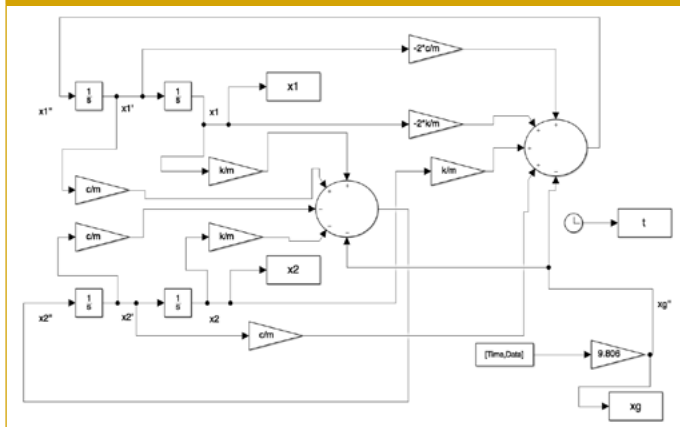 -2*c/m
1
s
1
s
x1
x1"
x1'
x1
-2*k/m
k/m
k/m
c/m
c/m
k/m
t
x2
1
s
1
s
x2"
x2'
x2
xg"
c/m
[Time,Data]
9.806
xg